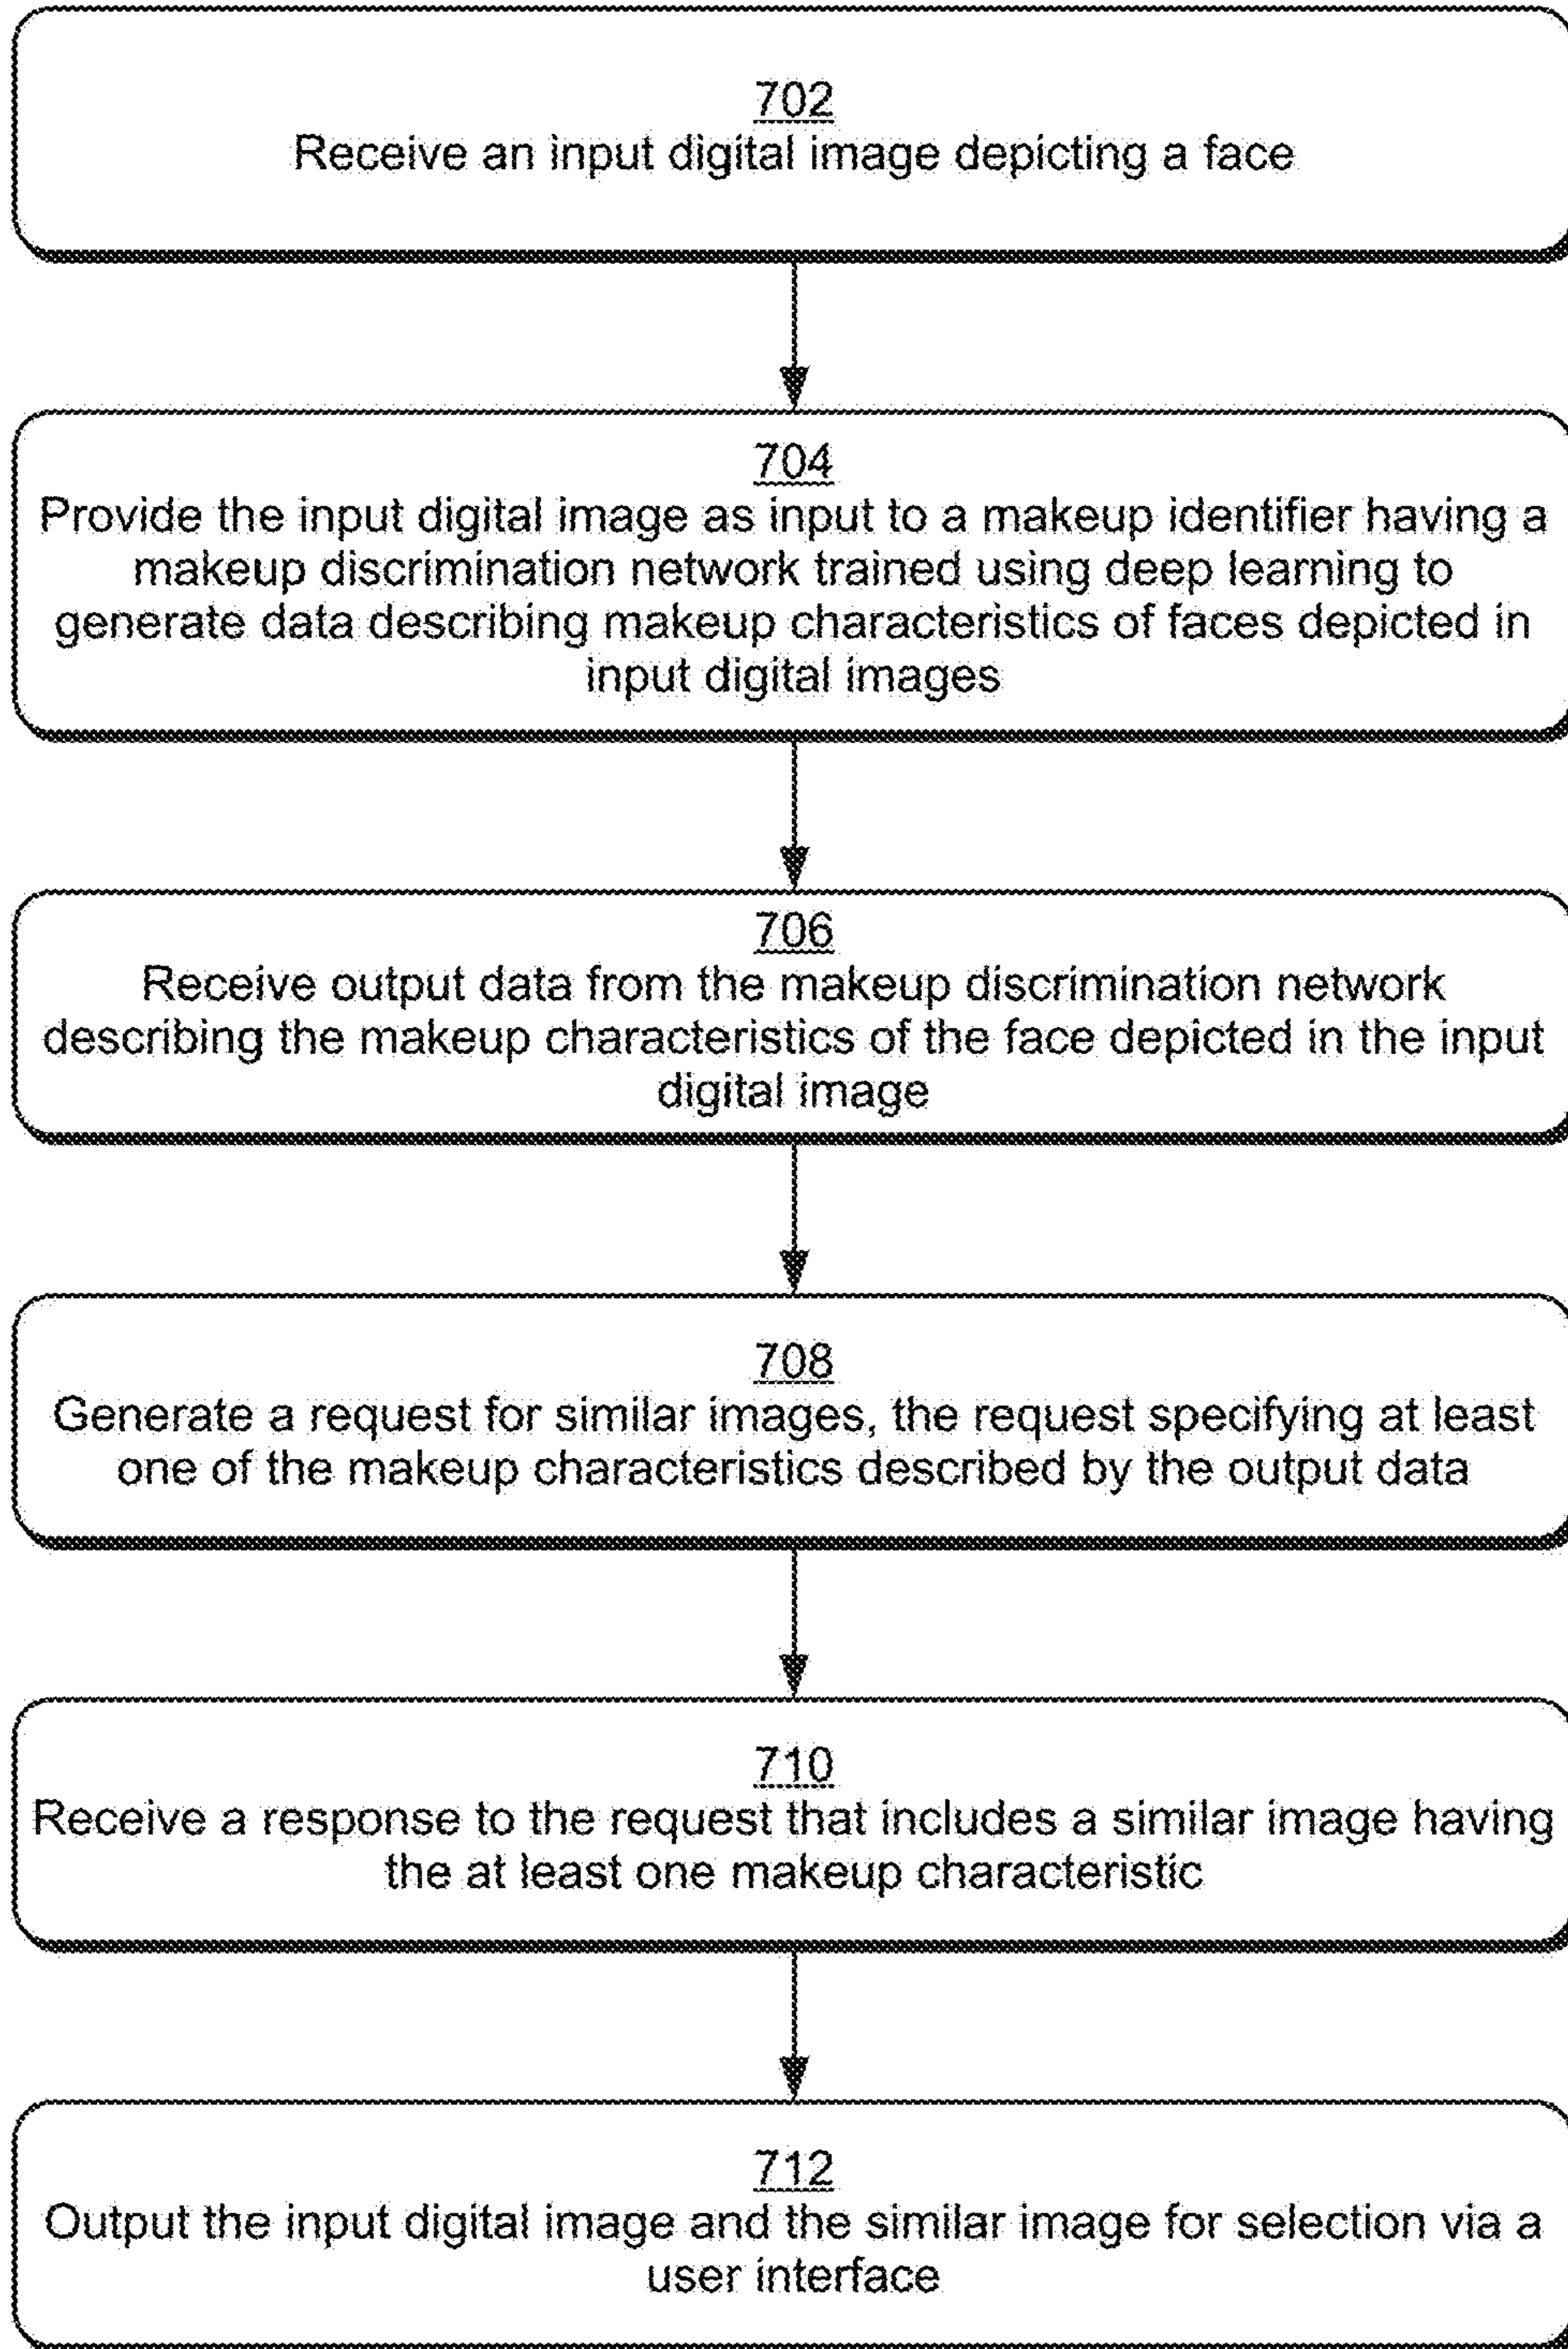 702
Receive an input digital image depicting a face
704
Provide the input digital image as input to a makeup identifier having a
makeup discrimination network trained using deep learning to
generate data describing makeup characteristics of faces depicted in
input digital images
706
Receive output data from the makeup discrimination network
describing the makeup characteristics of the face depicted in the input
digital image
708
Generate a request for similar images, the request specifying at least
one of the makeup characteristics described by the output data
710
Receive a response to the request that includes a similar image having
the at least one makeup characteristic
712
Output the input digital image and the similar image for selection via a
user interface